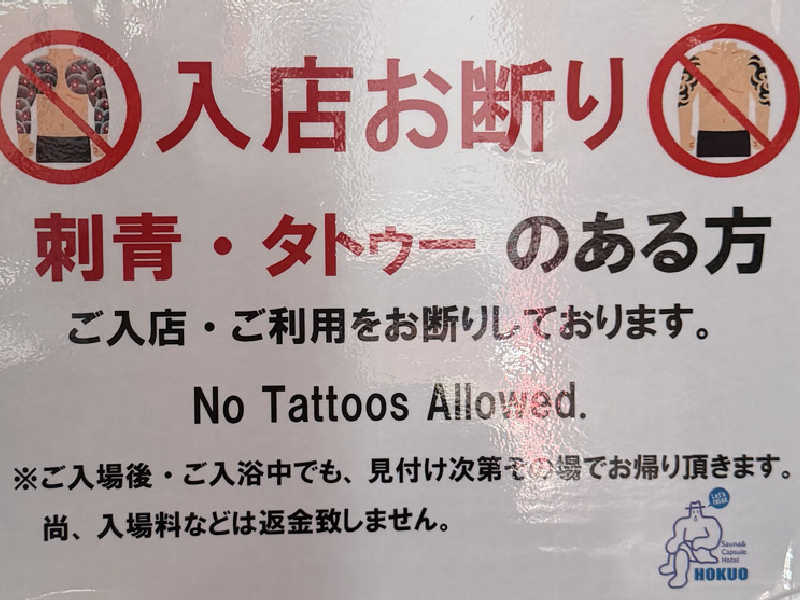 入店お断り
刺青・タトゥー のある方
ご入店・ご利用をお断りしております。
No Tattoos Allowed.
※ご入場後・ご入浴中でも、見付け次第その場でお帰り頂きます。
尚、入場料などは返金致しません。
Sauna&
Capsule
Hotel
HOKUO